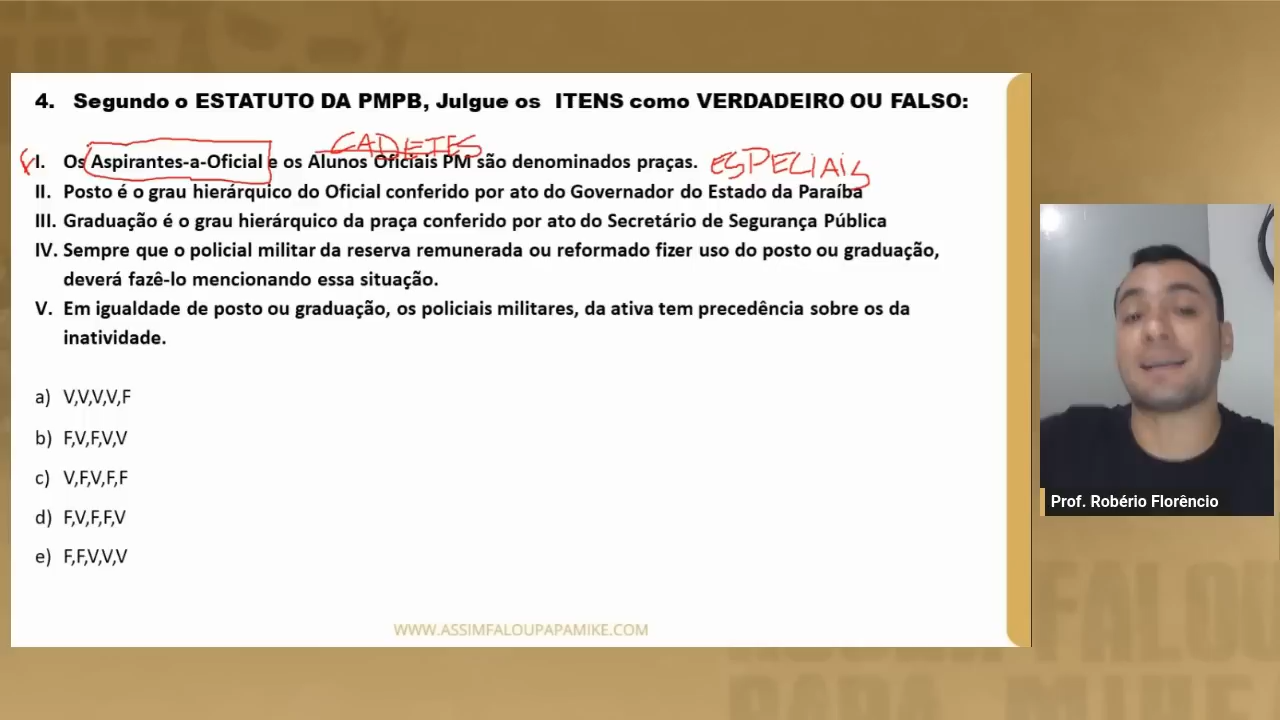 4. Segundo o ESTATUTO DA PMPB, Julgue os ITENS como VERDADEIRO OU FALSO:
CADETES
I. Os Aspirantes-a-Oficial e os Alunos Oficiais PM são denominados praças. ESPECIAIS
II. Posto é o grau hierárquico do Oficial conferido por ato do Governador do Estado da Paraíba
III. Graduação é o grau hierárquico da praça conferido por ato do Secretário de Segurança Pública
IV. Sempre que o policial militar da reserva remunerada ou reformado fizer uso do posto ou graduação,
deverá fazê-lo mencionando essa situação.
V. Em igualdade de posto ou graduação, os policiais militares, da ativa tem precedência sobre os da
inatividade.
a) V,V,V,V,F
b) F,V,F,V,V
c) V,F,V,F,F
d) F,V,F,F,V
e) F,F,V,V,V
WWW.ASSIMFALOUPAPAMIKE.COM
Prof. Robério Florêncio